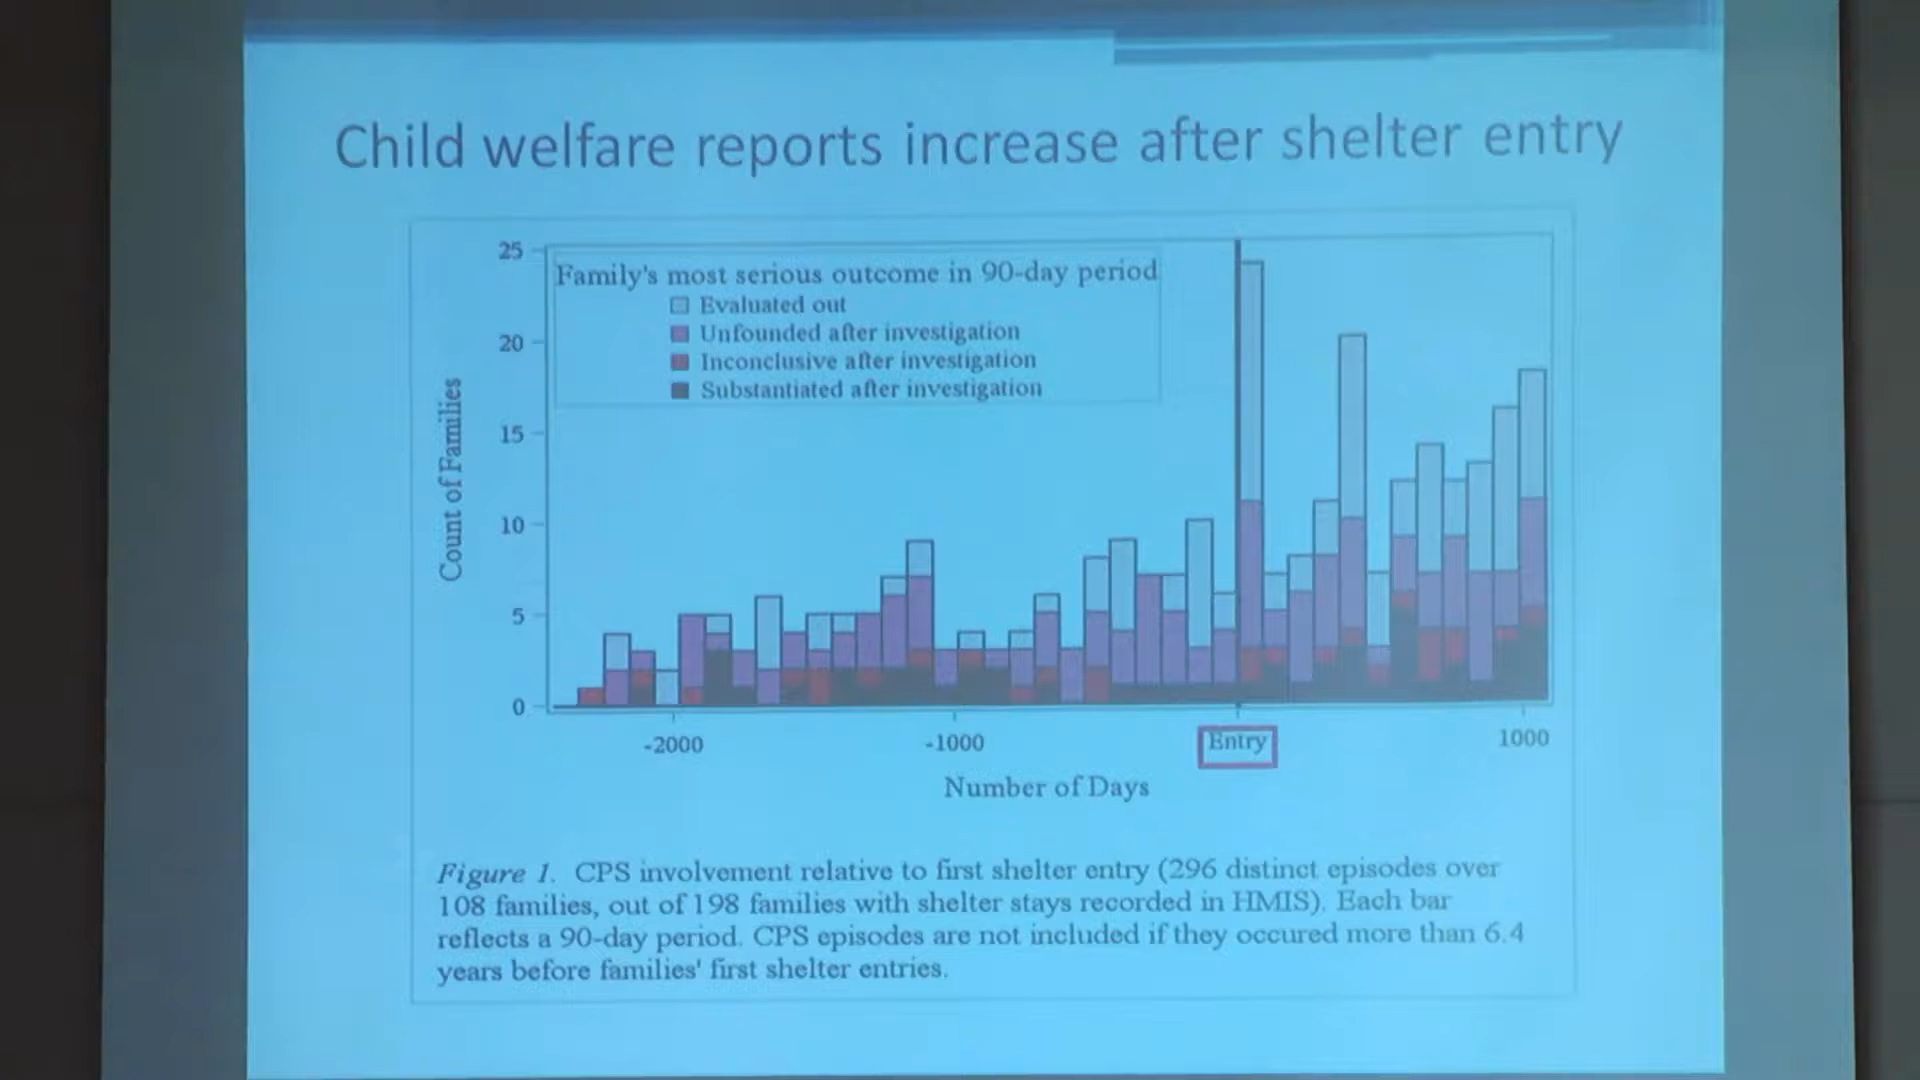 Child welfare reports increase after shelter entry
25
20
15
10
5
0
Count of Families
Family's most serious outcome in 90-day period
Evaluated out
Unfounded after investigation
Inconclusive after investigation
Substantiated after investigation
-2000
-1000
Entry
1000
Number of Days
Figure 1. CPS involvement relative to first shelter entry (296 distinct episodes over
108 families, out of 198 families with shelter stays recorded in HMIS). Each bar
reflects a 90-day period. CPS episodes are not included if they occured more than 6.4
years before families' first shelter entries.